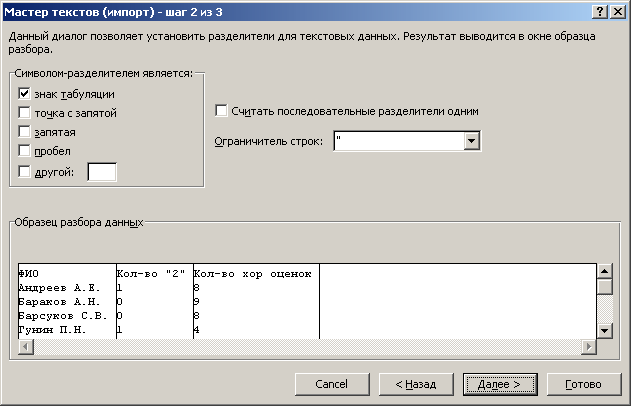 Мастер текстов (импорт) - шаг 2 из 3
Данный диалог позволяет установить разделители для текстовых данных. Результат выводится в окне образца
разбора.
Символом-разделителем является:
знак табуляции
точка с запятой
запятая
пробел
другой:
Считать последовательные разделители одним
Ограничитель строк: "
Образец разбора данных
ФИО Кол-во "2" Кол-во хор оценок
Андреев А.Е. 1 8
Бараков А.Н. 0 9
Барсуков С.В. 0 8
Гунин П.Н. 1 4
Cancel < Назад Далее > Готово